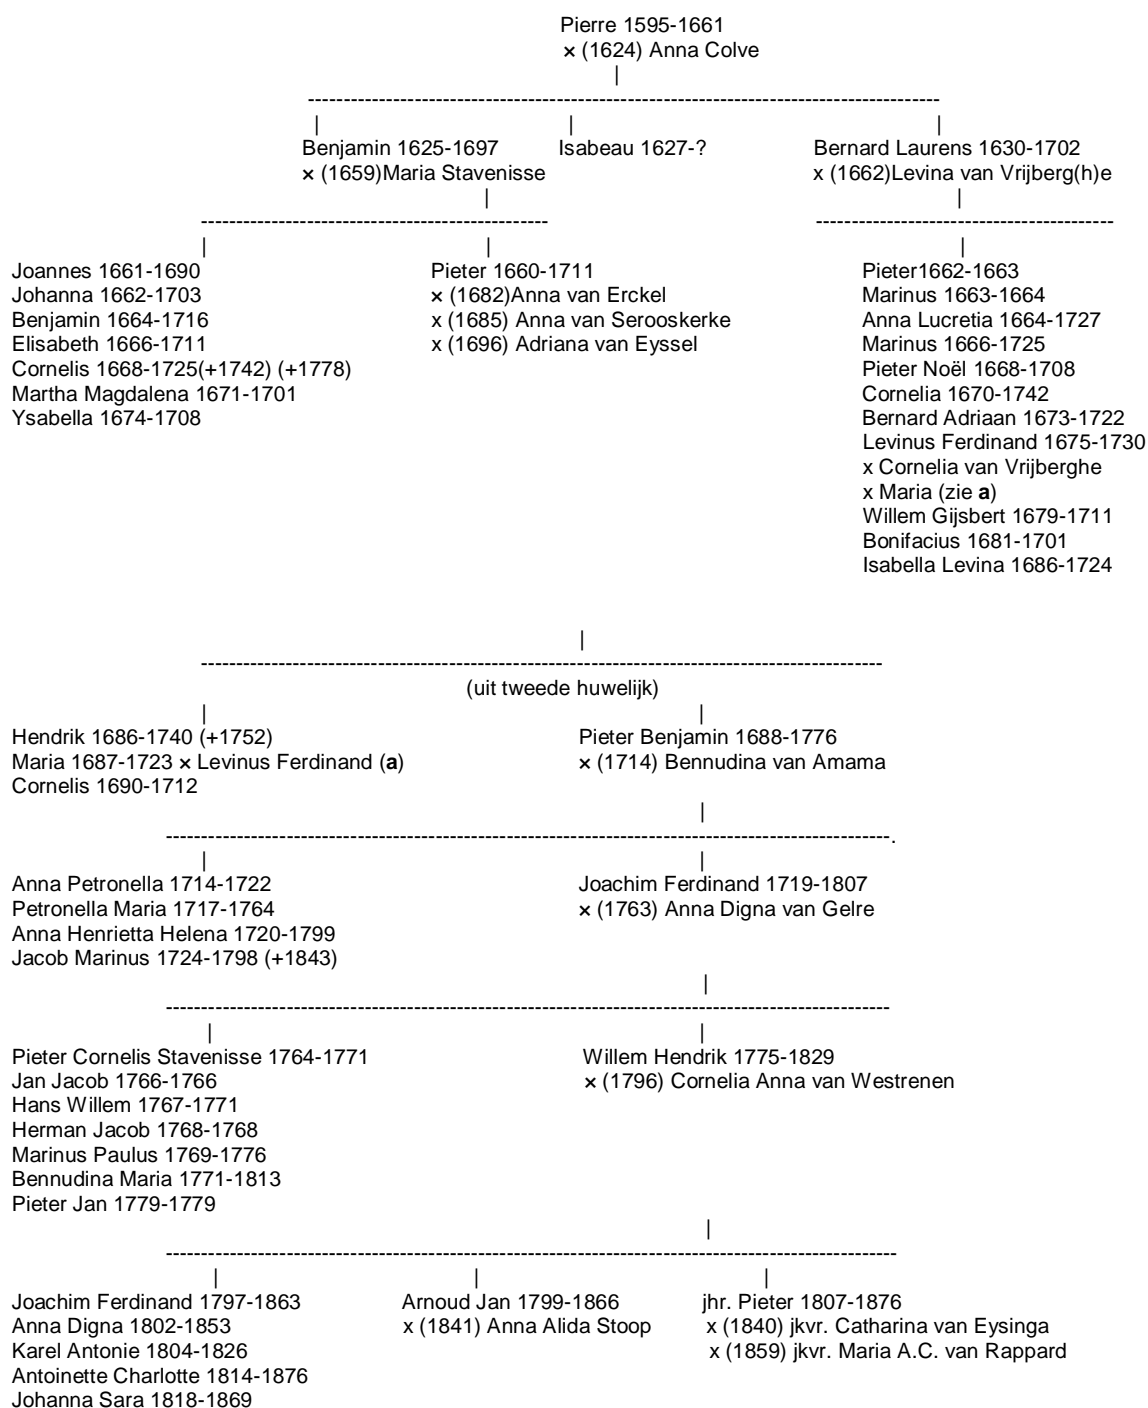 Pierre 1595-1661
× (1624) Anna Colve
Benjamin 1625-1697 Isabeau 1627-? Bernard Laurens 1630-1702
× (1659)Maria Stavenisse x (1662)Levina van Vrijberg(h)e
Joannes 1661-1690 Pieter 1660-1711 Pieter1662-1663
Johanna 1662-1703 × (1682)Anna van Erckel Marinus 1663-1664
Benjamin 1664-1716 x (1685) Anna van Serooskerke Anna Lucretia 1664-1727
Elisabeth 1666-1711 x (1696) Adriana van Eyssel Marinus 1666-1725
Cornelis 1668-1725(+1742) (+1778) Pieter Noël 1668-1708
Martha Magdalena 1671-1701 Cornelia 1670-1742
Ysabella 1674-1708 Bernard Adriaan 1673-1722
Levinus Ferdinand 1675-1730
x Cornelia van Vrijberghe
x Maria (zie a)
Willem Gijsbert 1679-1711
Bonifacius 1681-1701
Isabella Levina 1686-1724
(uit tweede huwelijk)
Hendrik 1686-1740 (+1752) Pieter Benjamin 1688-1776
Maria 1687-1723 × Levinus Ferdinand (a) × (1714) Bennudina van Amama
Cornelis 1690-1712
Anna Petronella 1714-1722 Joachim Ferdinand 1719-1807
Petronella Maria 1717-1764 × (1763) Anna Digna van Gelre
Anna Henrietta Helena 1720-1799
Jacob Marinus 1724-1798 (+1843)
Pieter Cornelis Stavenisse 1764-1771 Willem Hendrik 1775-1829
Jan Jacob 1766-1766 × (1796) Cornelia Anna van Westrenen
Hans Willem 1767-1771
Herman Jacob 1768-1768
Marinus Paulus 1769-1776
Bennudina Maria 1771-1813
Pieter Jan 1779-1779
Joachim Ferdinand 1797-1863 Arnoud Jan 1799-1866 jhr. Pieter 1807-1876
Anna Digna 1802-1853 x (1841) Anna Alida Stoop x (1840) jkvr. Catharina van Eysinga
Karel Antonie 1804-1826 x (1859) jkvr. Maria A.C. van Rappard
Antoinette Charlotte 1814-1876
Johanna Sara 1818-1869